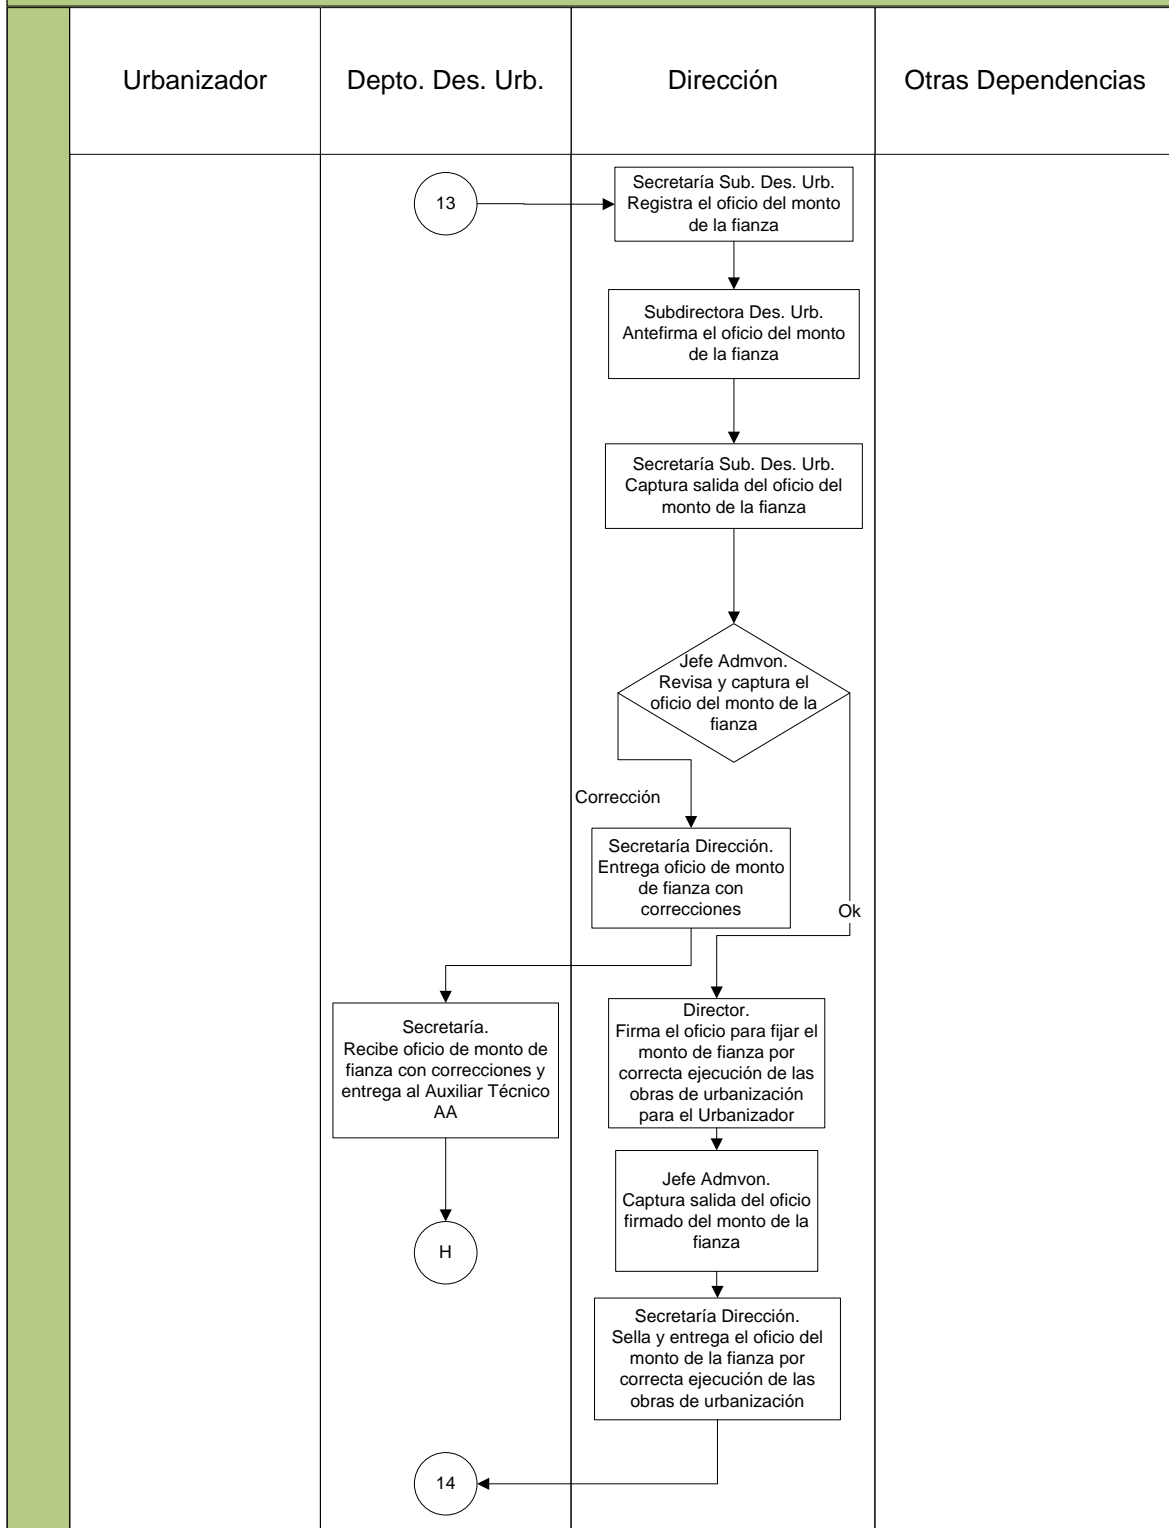 Urbanizador
Depto. Des. Urb.
Dirección
Otras Dependencias
13
Secretaría Sub. Des. Urb.
Registra el oficio del monto
de la fianza
Subdirectora Des. Urb.
Antefirma el oficio del monto
de la fianza
Secretaría Sub. Des. Urb.
Captura salida del oficio del
monto de la fianza
Jefe Admvon.
Revisa y captura el
oficio del monto de la
fianza
Corrección
Secretaría Dirección.
Entrega oficio de monto
de fianza con
correcciones
Ok
Secretaría.
Recibe oficio de monto de
fianza con correcciones y
entrega al Auxiliar Técnico
AA
Director.
Firma el oficio para fijar el
monto de fianza por
correcta ejecución de las
obras de urbanización
para el Urbanizador
Jefe Admvon.
Captura salida del oficio
firmado del monto de la
fianza
H
Secretaría Dirección.
Sella y entrega el oficio del
monto de la fianza por
correcta ejecución de las
obras de urbanización
14